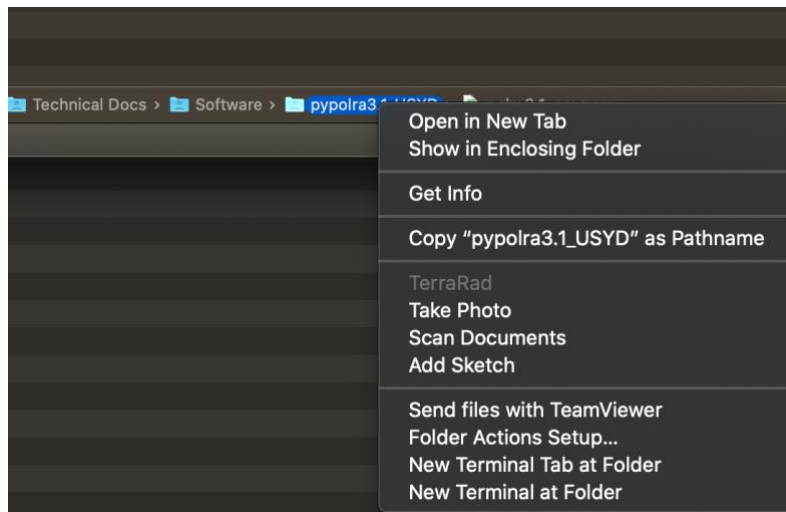 Technical Docs › Software › pypolra3.1_USYD
Open in New Tab
Show in Enclosing Folder
Get Info
Copy “pypolra3.1_USYD” as Pathname
TerraRad
Take Photo
Scan Documents
Add Sketch
Send files with TeamViewer
Folder Actions Setup...
New Terminal Tab at Folder
New Terminal at Folder